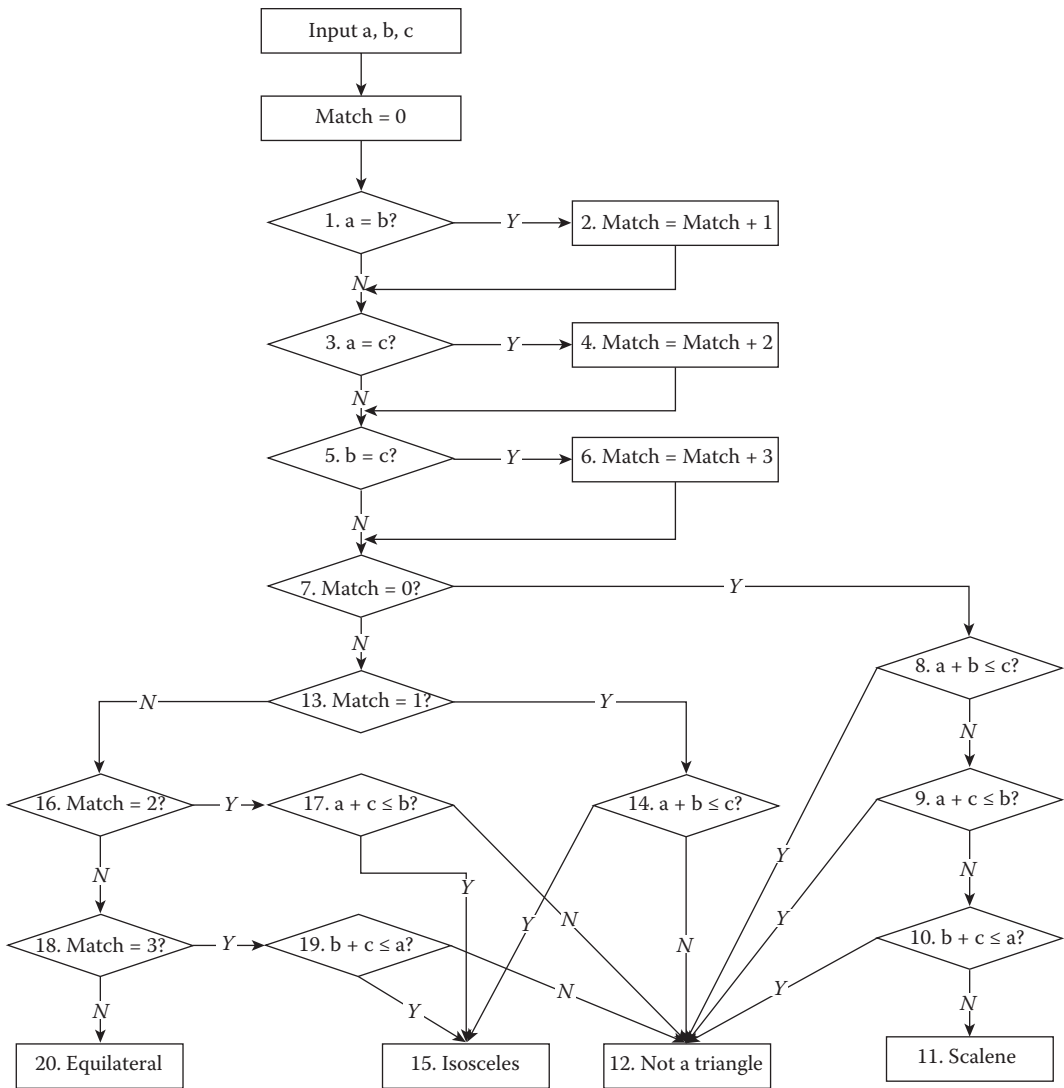 Input a, b, c
Match = 0
1. a = b?
Y
2. Match = Match + 1
N
3. a = c?
Y
4. Match = Match + 2
N
5. b = c?
Y
6. Match = Match + 3
N
7. Match = 0?
Y
N
8. a + b ≤ c?
N
13. Match = 1?
Y
N
16. Match = 2?
Y
17. a + c ≤ b?
14. a + b ≤ c?
9. a + c ≤ b?
Y
N
Y
N
N
Y
Y
18. Match = 3?
Y
19. b + c ≤ a?
N
10. b + c ≤ a?
N
Y
N
Y
N
20. Equilateral
15. Isosceles
12. Not a triangle
11. Scalene